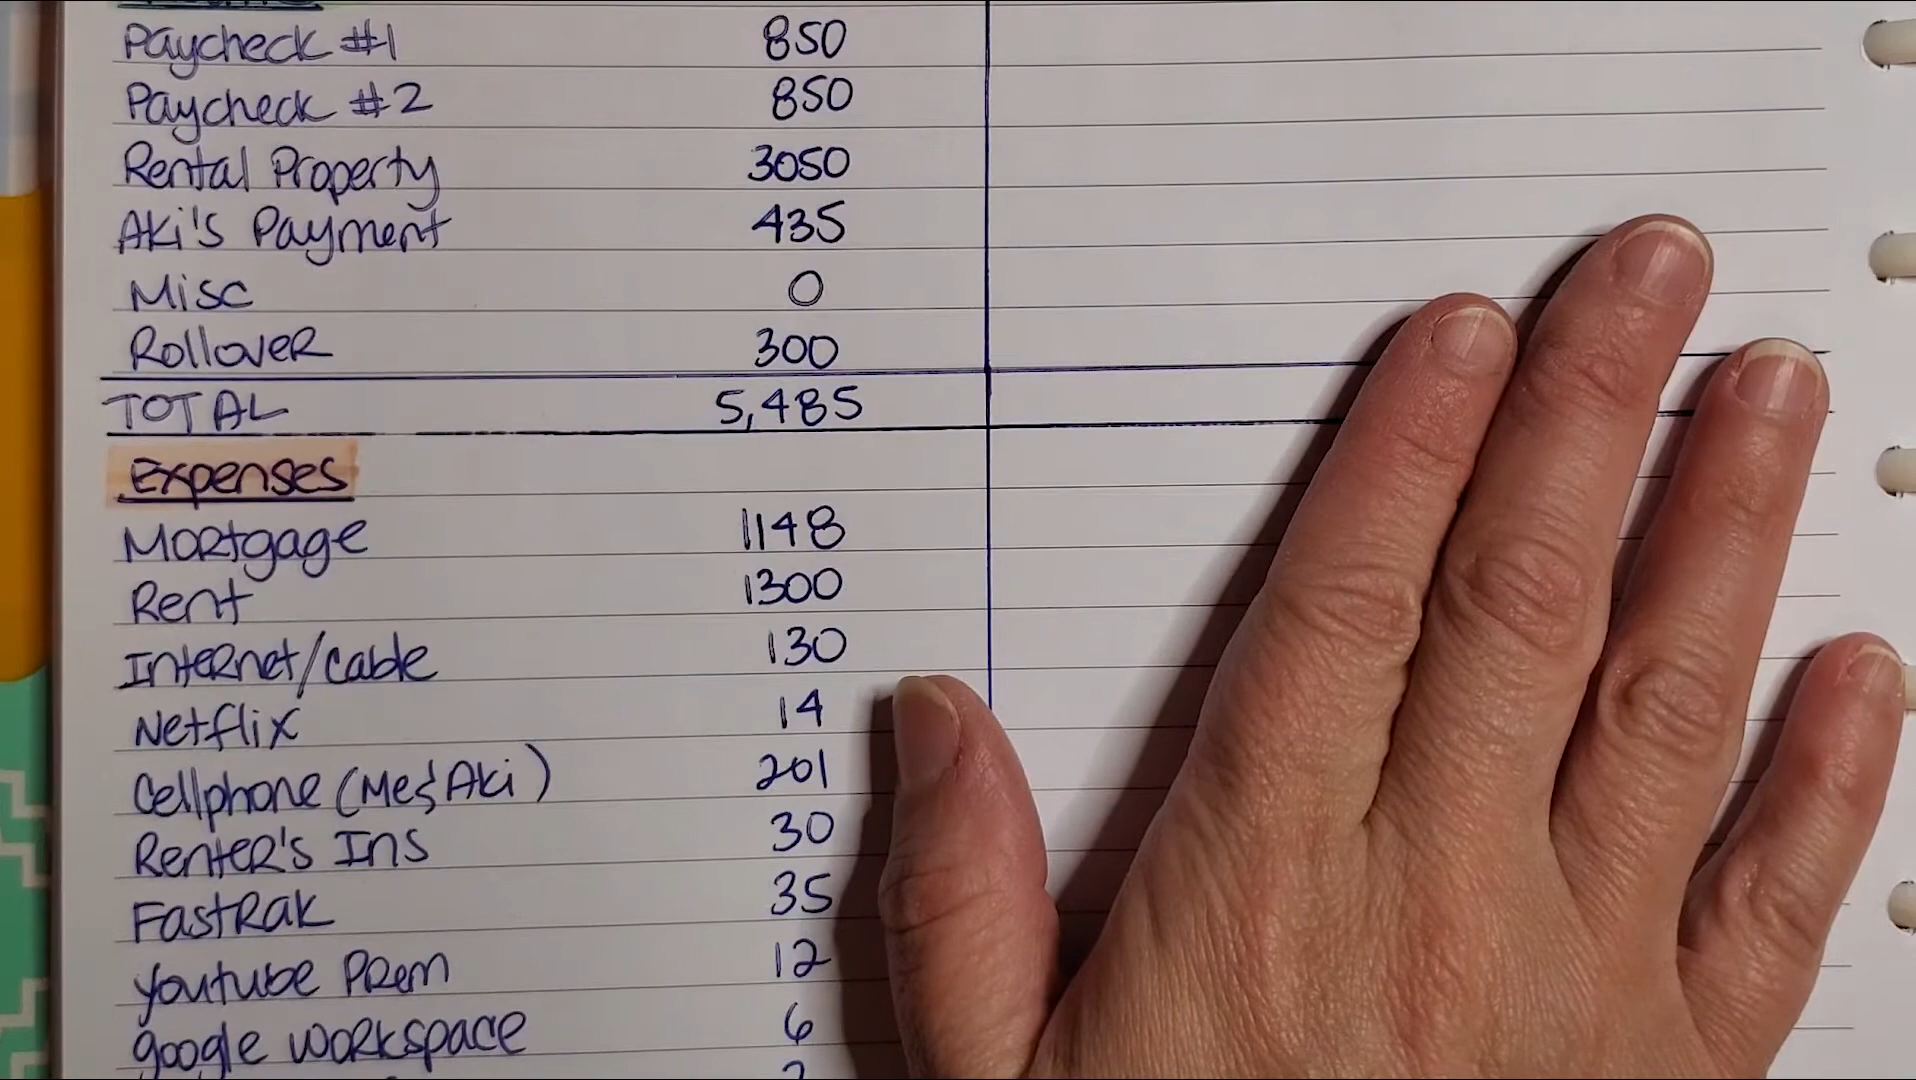 Paycheck #1 850
Paycheck #2 850
Rental Property 3050
Aki's Payment 435
Misc 0
Rollover 300
TOTAL 5,485
Expenses
Mortgage 1148
Rent 1300
Internet/cable 130
Netflix 14
Cellphone (Me & Aki) 201
Renter's Ins 30
Fastrak 35
Youtube Prem 12
google workspace 6